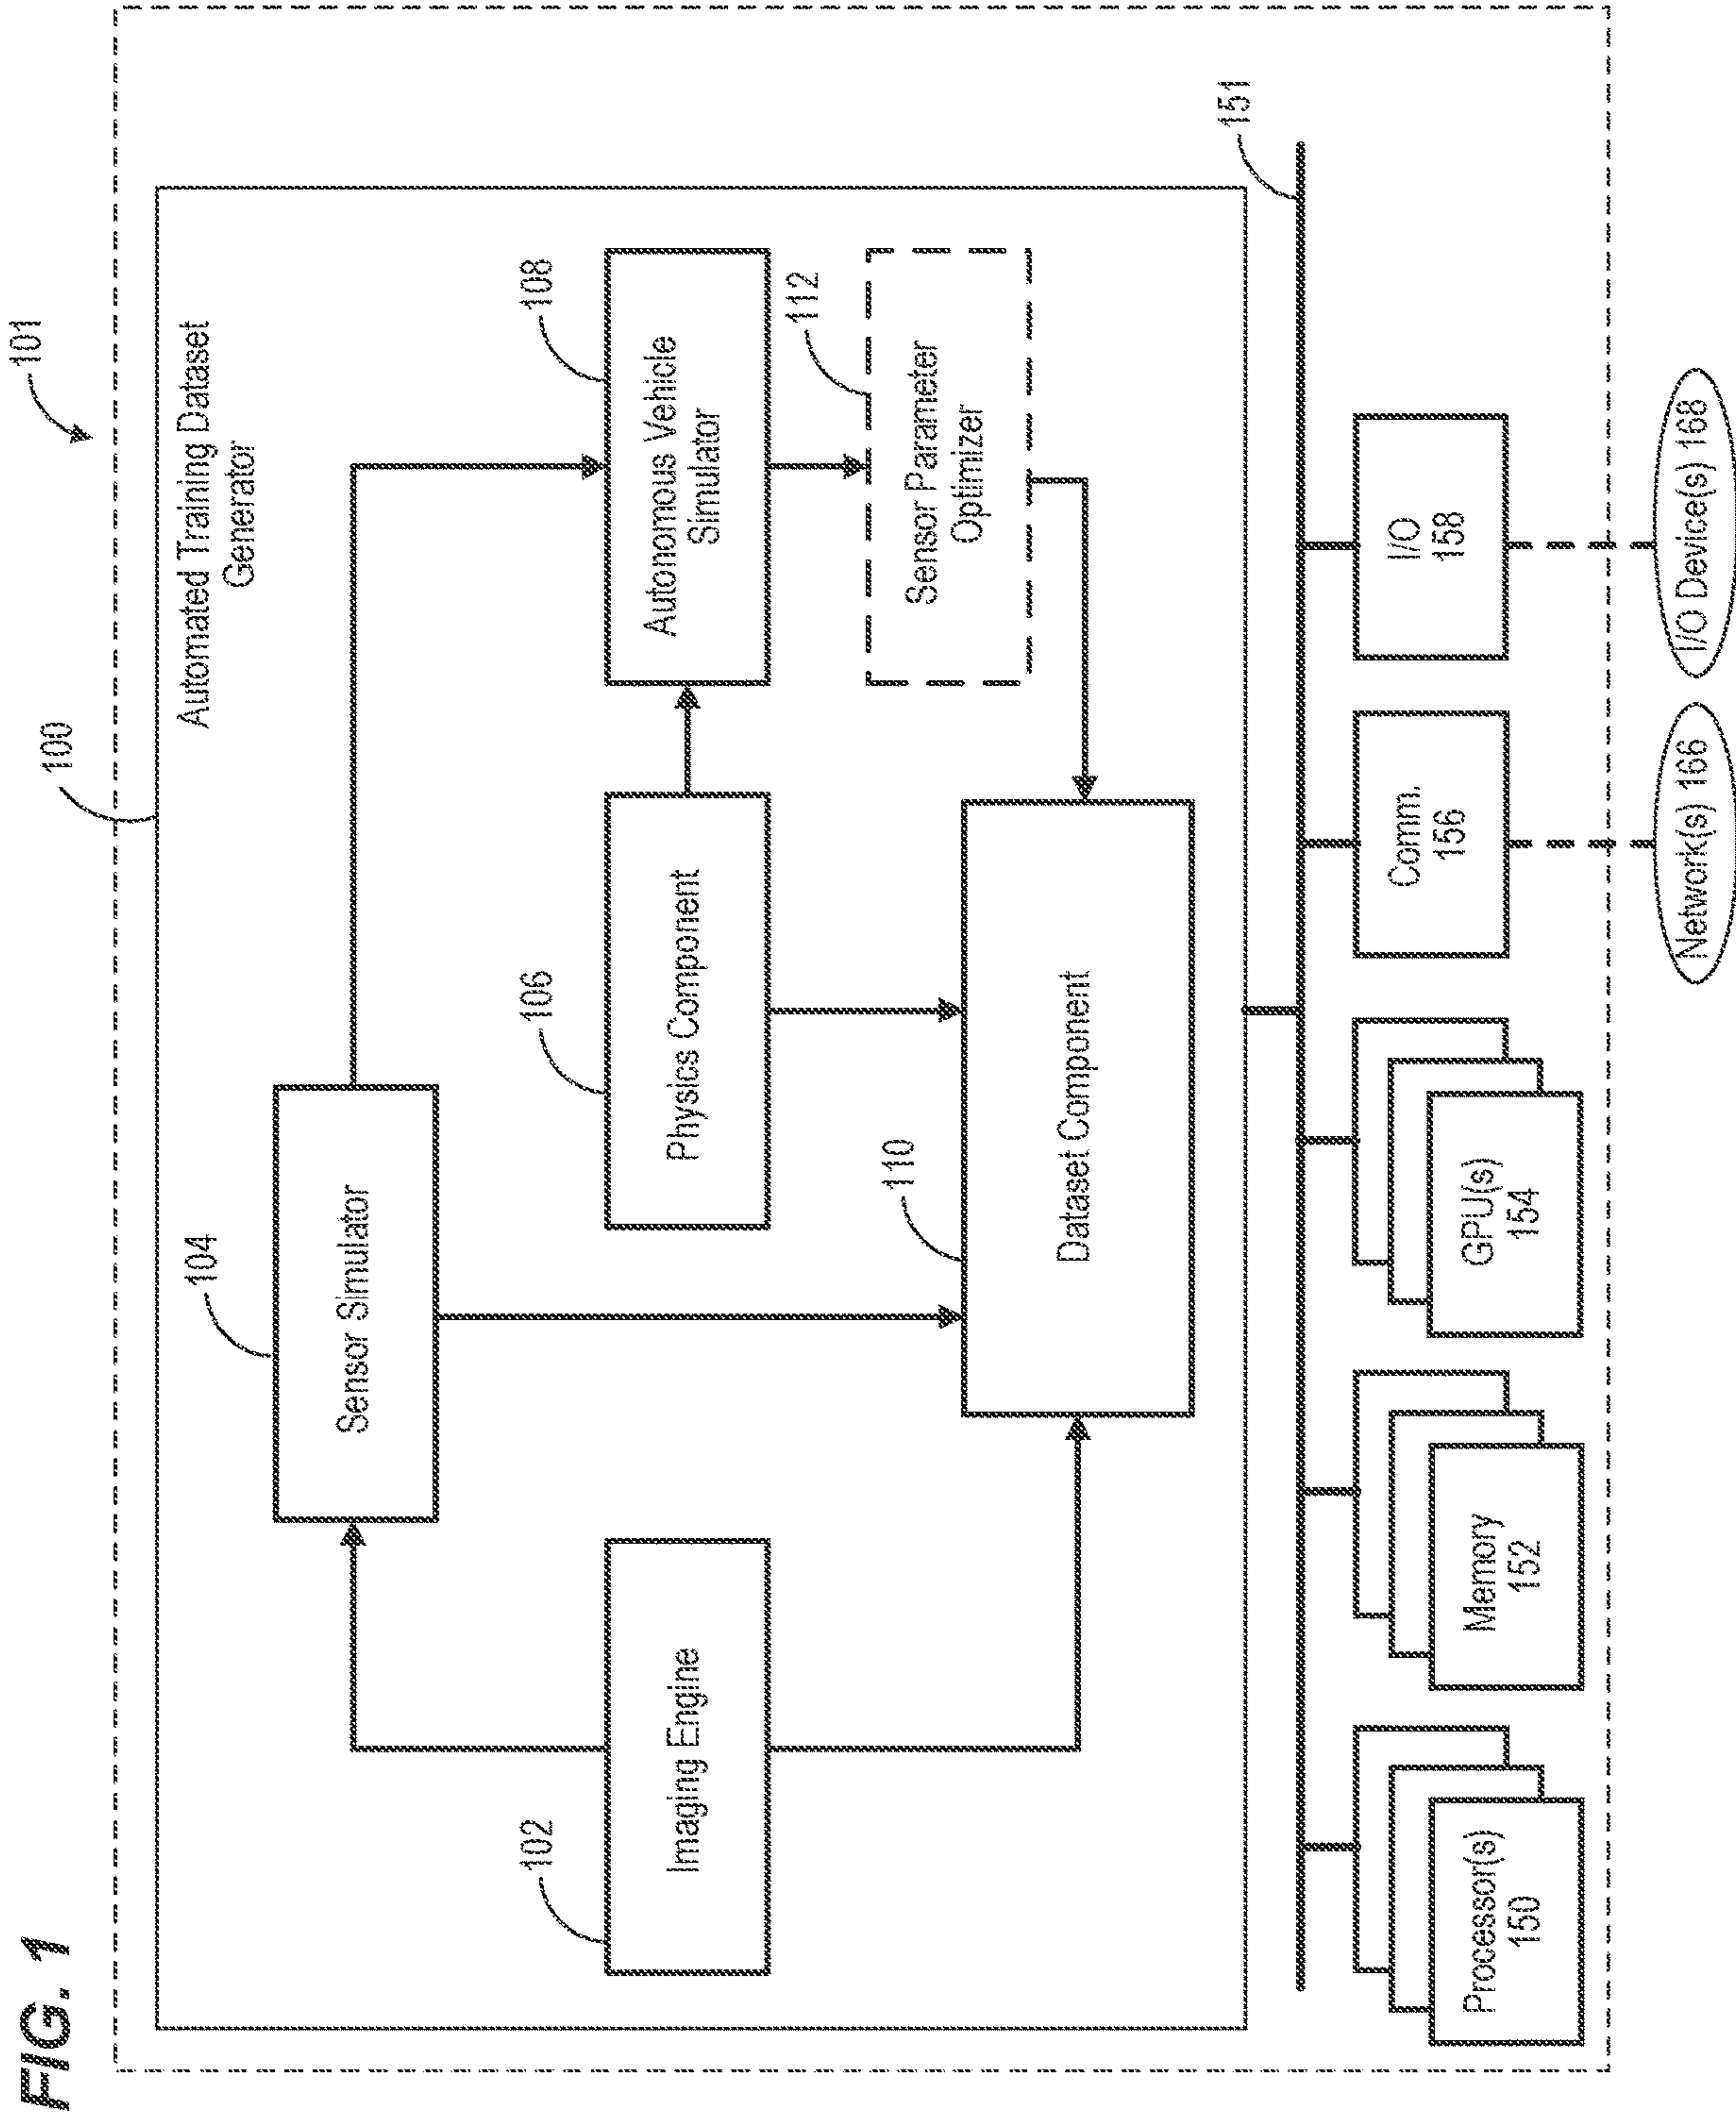 FIG. 1
101
100
Automated Training Dataset
Generator
104
Sensor Simulator
102
Imaging Engine
106
Physics Component
108
Autonomous Vehicle
Simulator
112
Sensor Parameter
Optimizer
110
Dataset Component
151
Processor(s)
150
Memory
152
GPU(s)
154
Comm.
156
I/O
158
Network(s) 166
I/O Device(s) 168